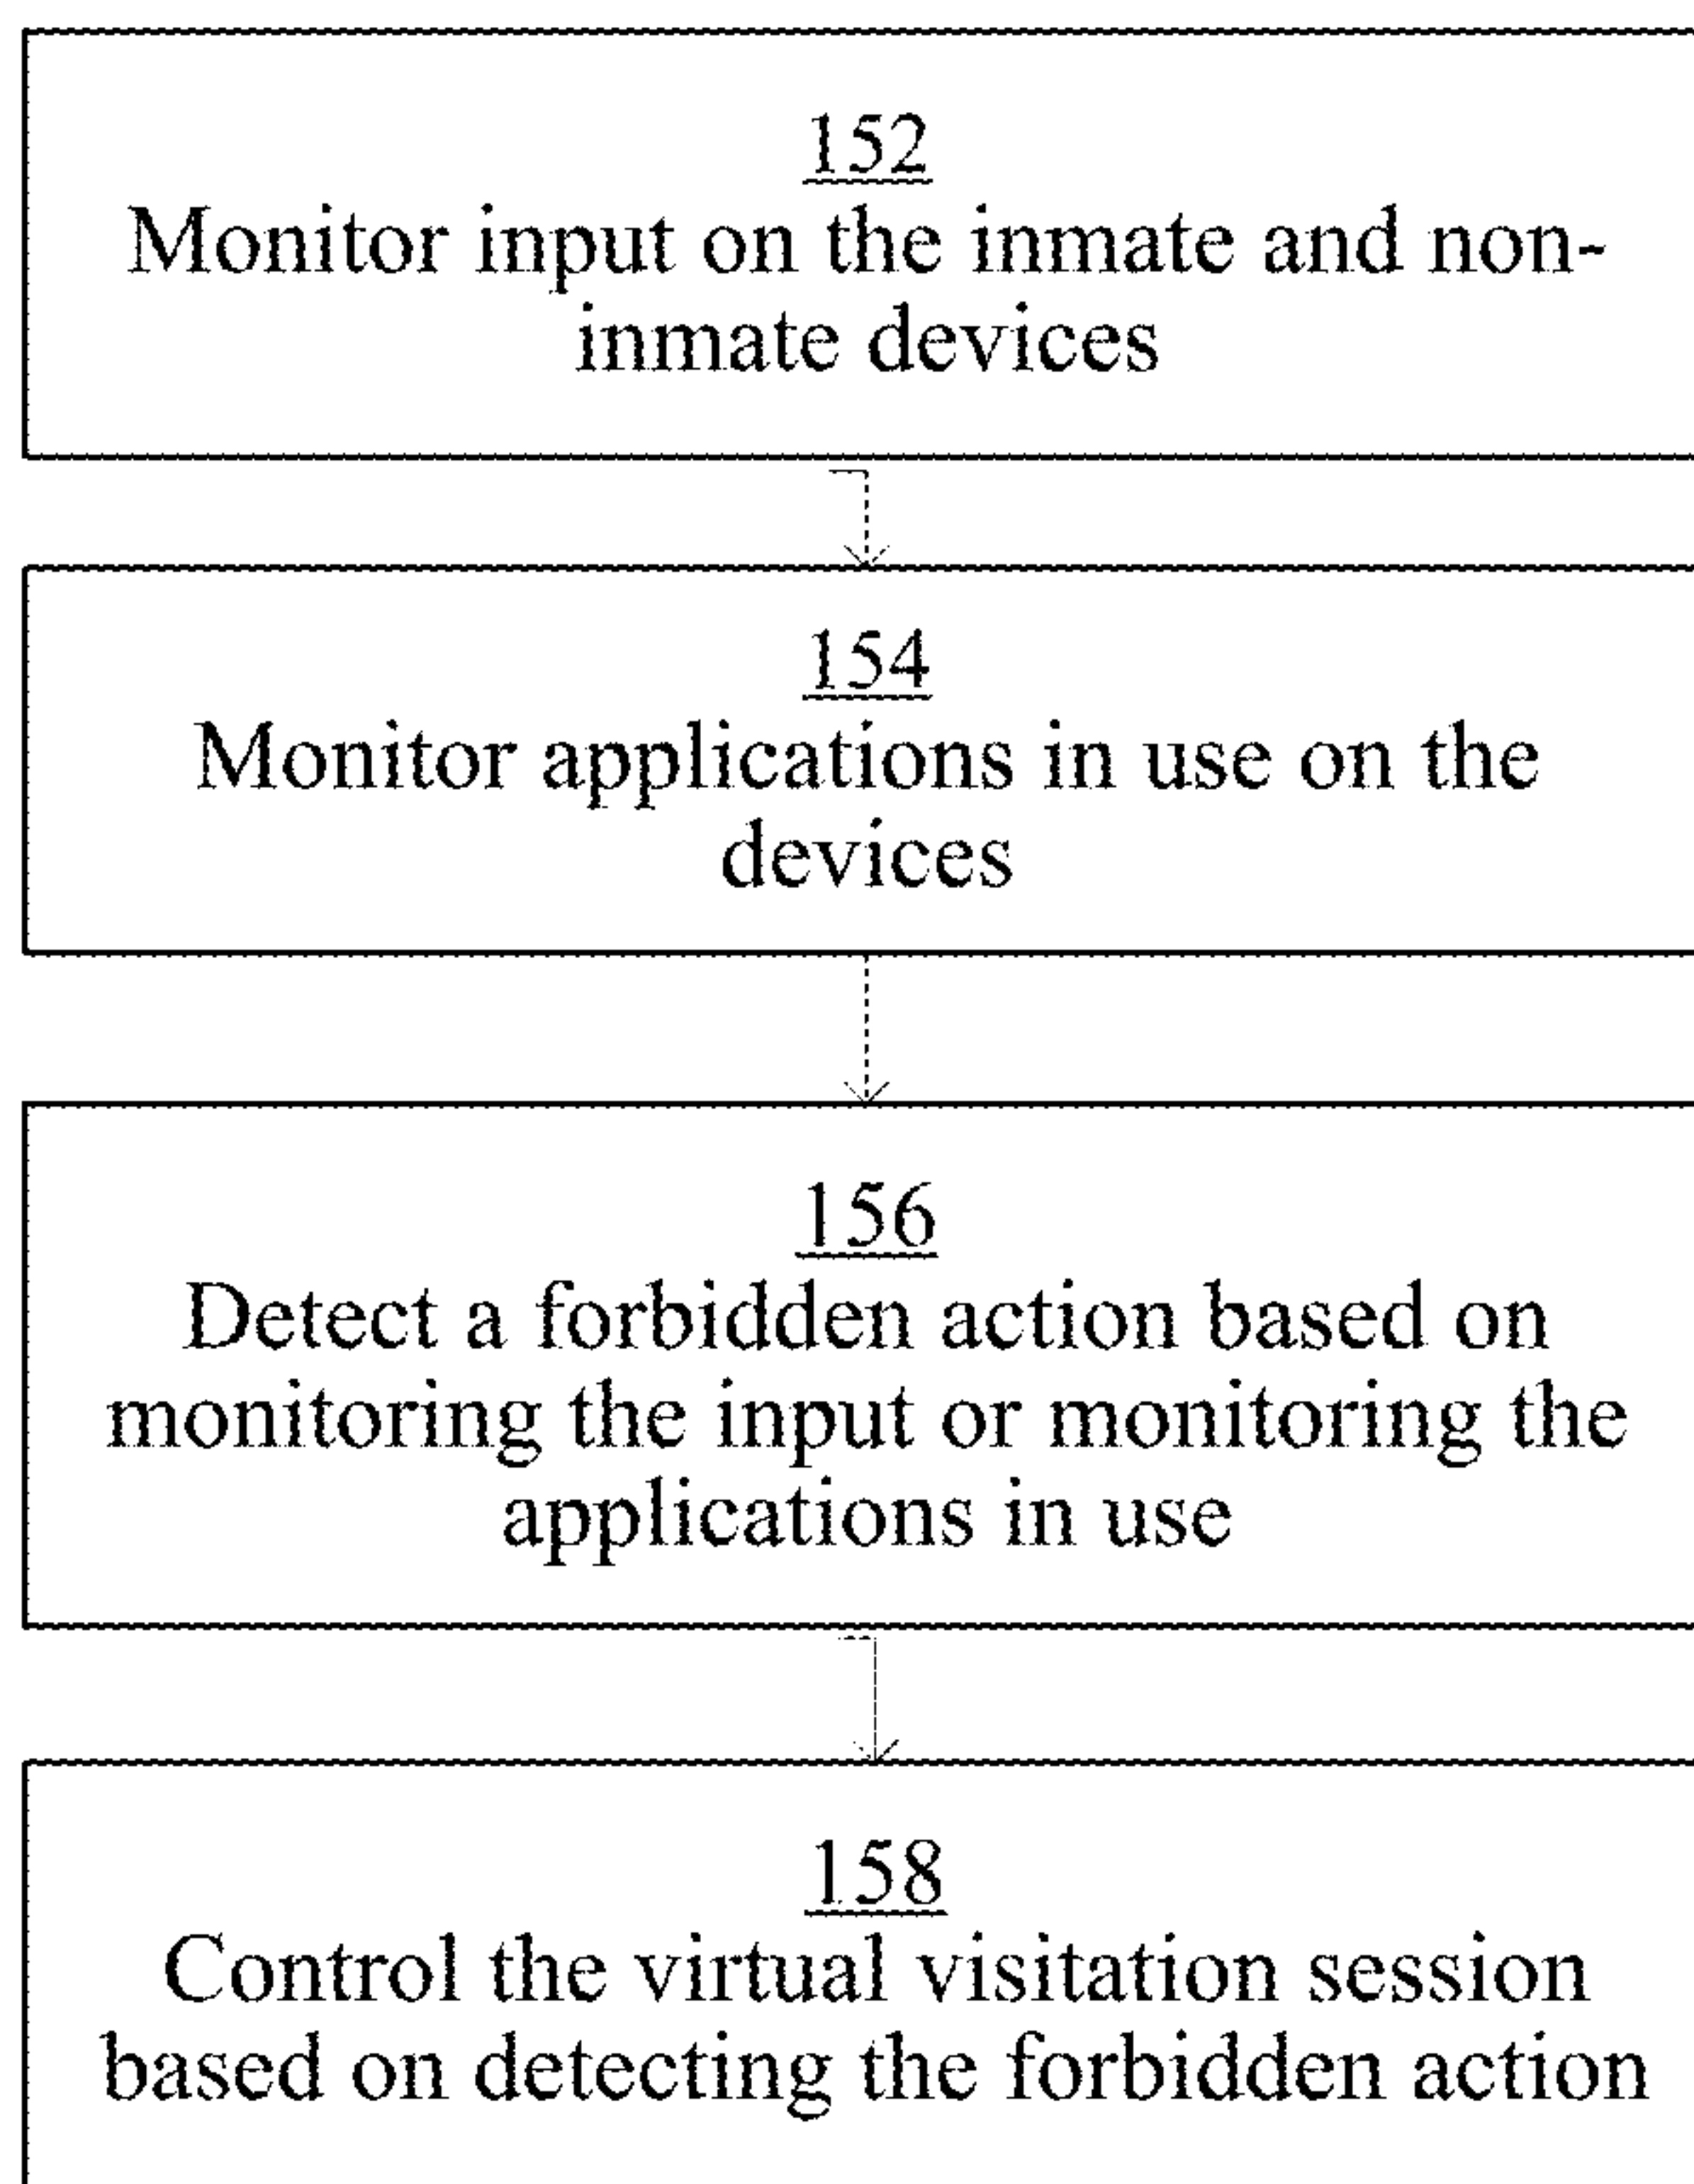 152
Monitor input on the inmate and non-
inmate devices
154
Monitor applications in use on the
devices
156
Detect a forbidden action based on
monitoring the input or monitoring the
applications in use
158
Control the virtual visitation session
based on detecting the forbidden action